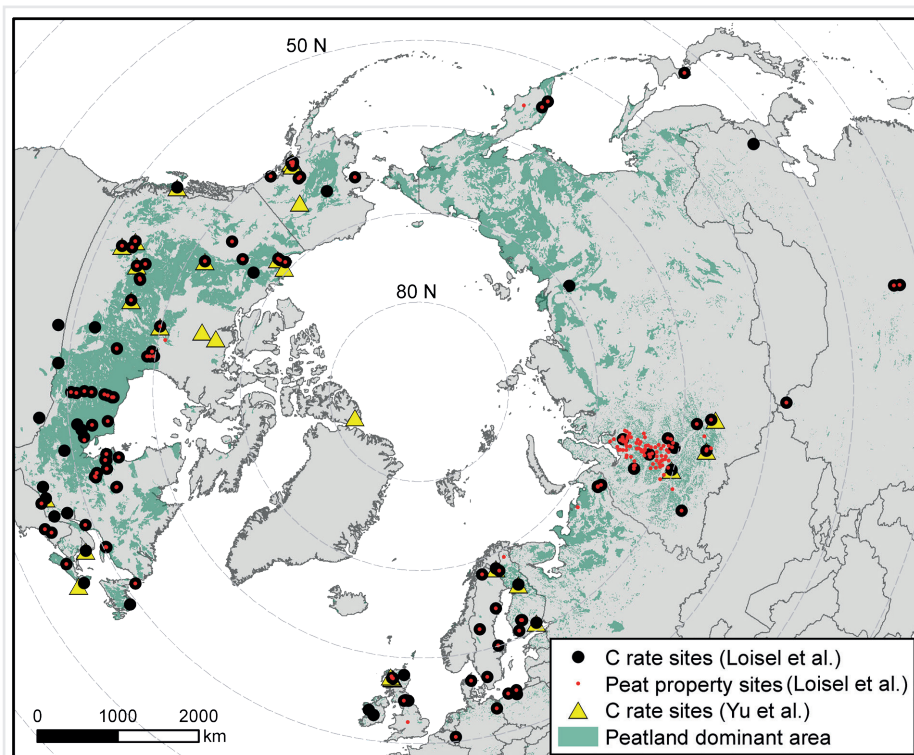 50 N
80 N
C rate sites (Loisel et al.)
Peat property sites (Loisel et al.)
C rate sites (Yu et al.)
Peatland dominant area
0 1000 2000
km